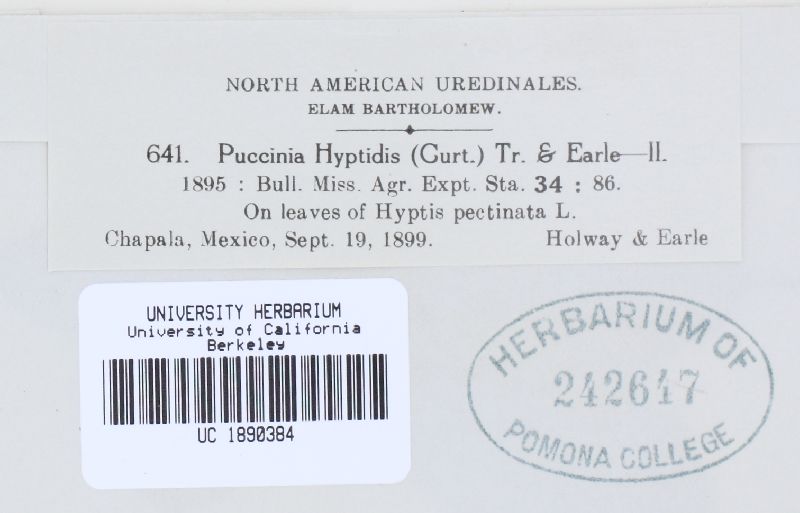 NORTH AMERICAN UREDINALES.
ELAM BARTHOLOMEW.
641. Puccinia Hyptidis (Curt.) Tr. & Earle—II.
1895 : Bull. Miss. Agr. Expt. Sta. 34 : 86.
On leaves of Hyptis pectinata L.
Chapala, Mexico, Sept. 19, 1899. Holway & Earle
UNIVERSITY HERBARIUM
University of California
Berkeley
UC 1890384
HERBARIUM OF
242647
POMONA COLLEGE